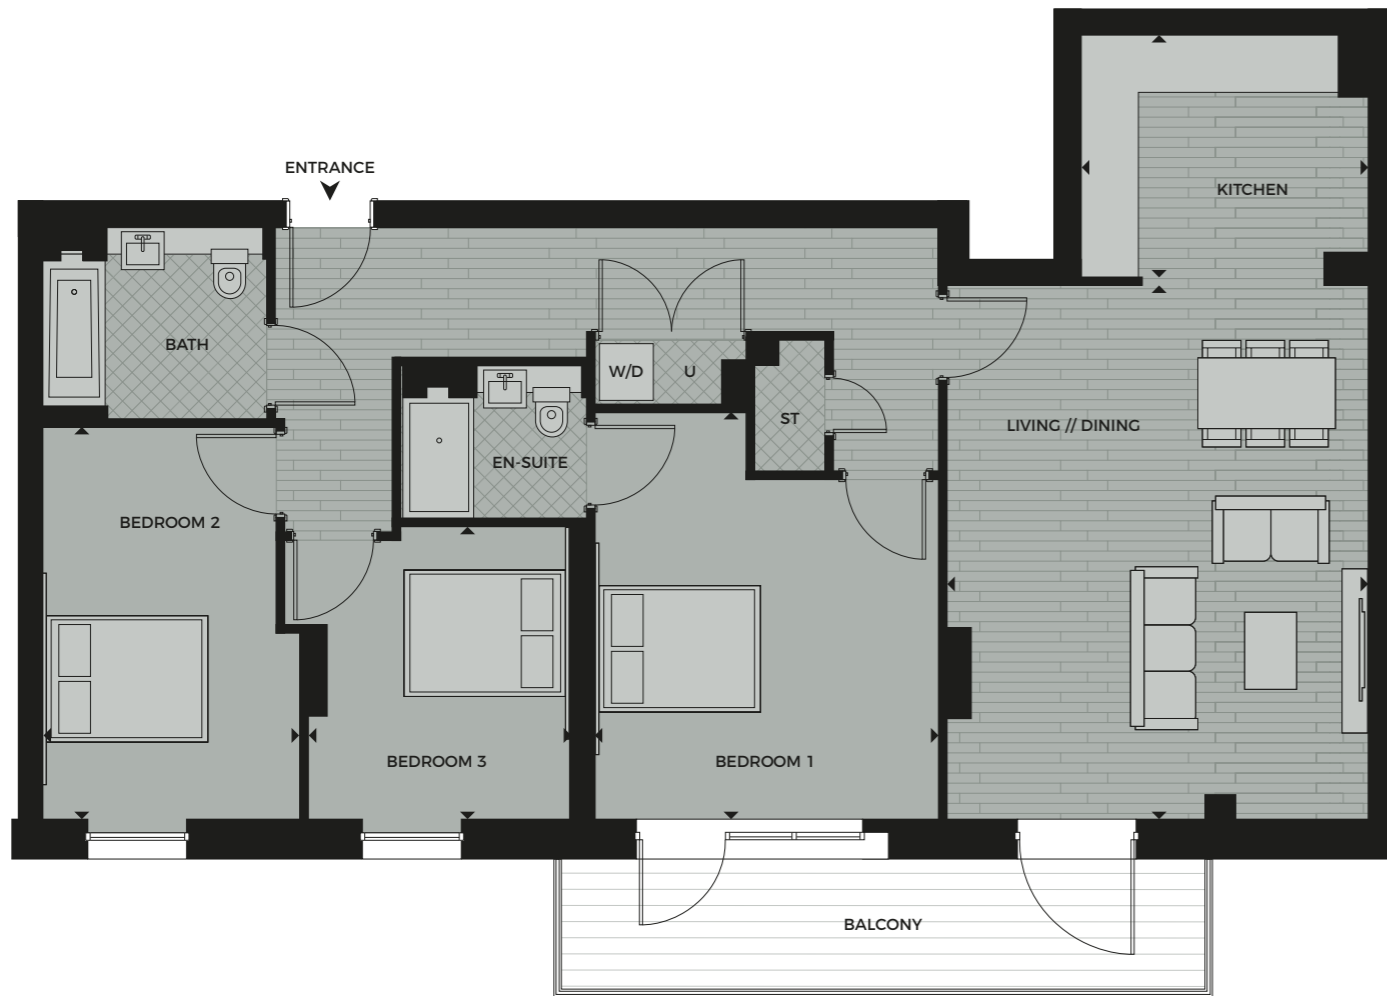 ENTRANCE
KITCHEN
BATH
W/D
U
ST
LIVING // DINING
EN-SUITE
BEDROOM 2
BEDROOM 3
BEDROOM 1
BALCONY